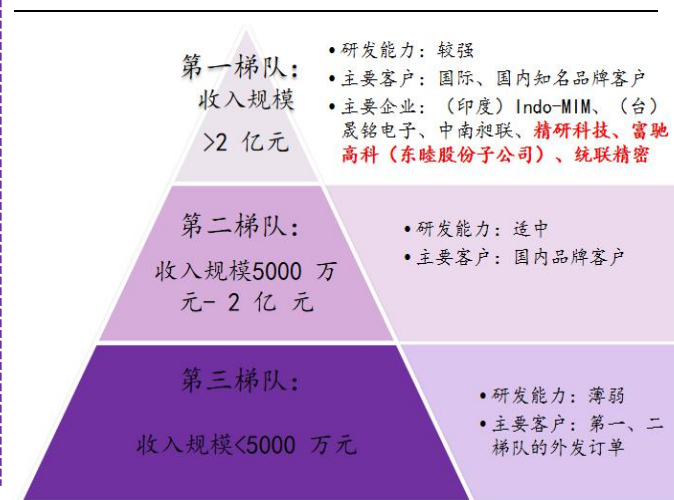 第一梯队：
收入规模
>2 亿元
•研发能力：较强
•主要客户：国际、国内知名品牌客户
•主要企业：（印度）Indo-MIM、（台）
晟铭电子、中南昶联、精研科技、富驰
高科（东睦股份子公司）、统联精密
第二梯队：
收入规模5000 万
元- 2 亿 元
•研发能力：适中
•主要客户：国内品牌客户
第三梯队：
收入规模<5000 万元
•研发能力：薄弱
•主要客户：第一、二
梯队的外发订单